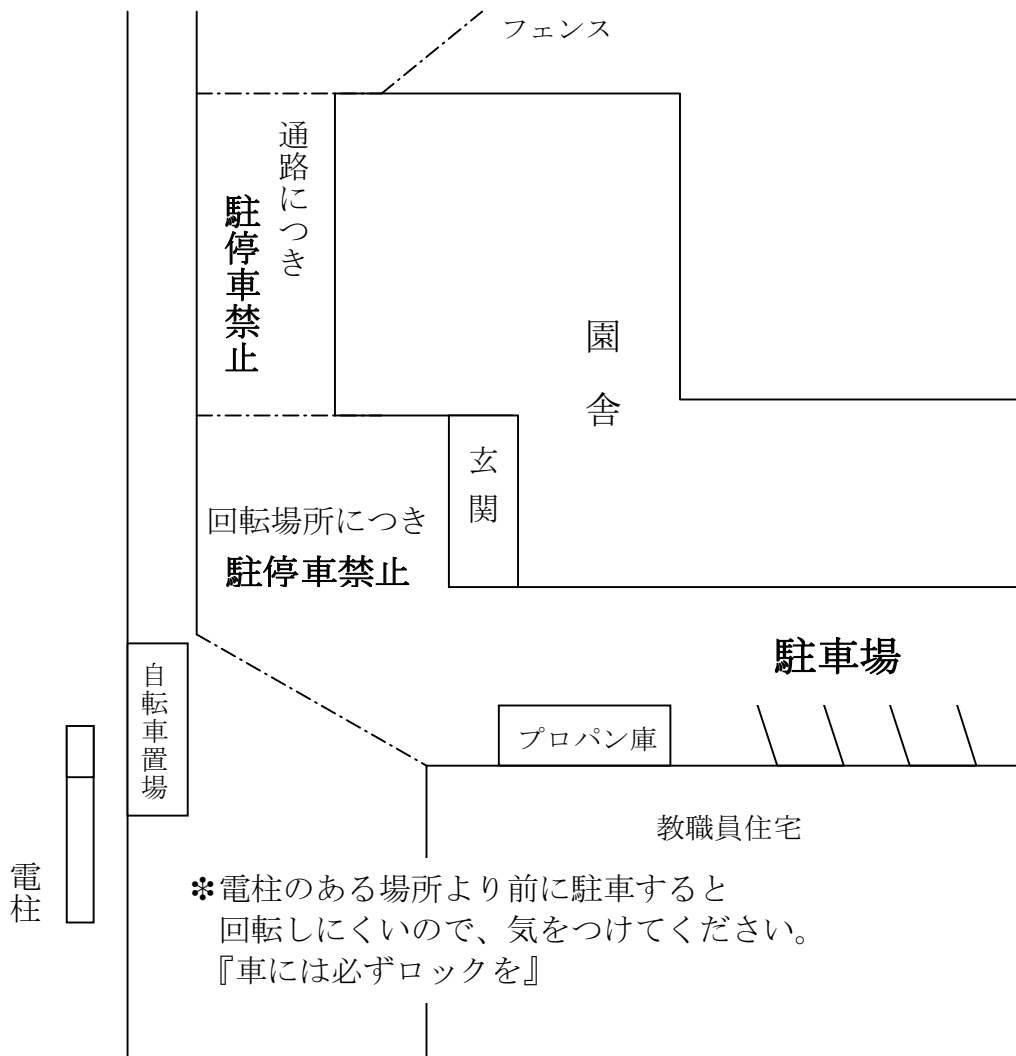 フェンス
通路につき
駐停車禁止
園舎
玄関
回転場所につき
駐停車禁止
駐車場
自転車置場
プロパン庫
教職員住宅
電柱
❇電柱のある場所より前に駐車すると
回転しにくいので、気をつけてください。
『車には必ずロックを』